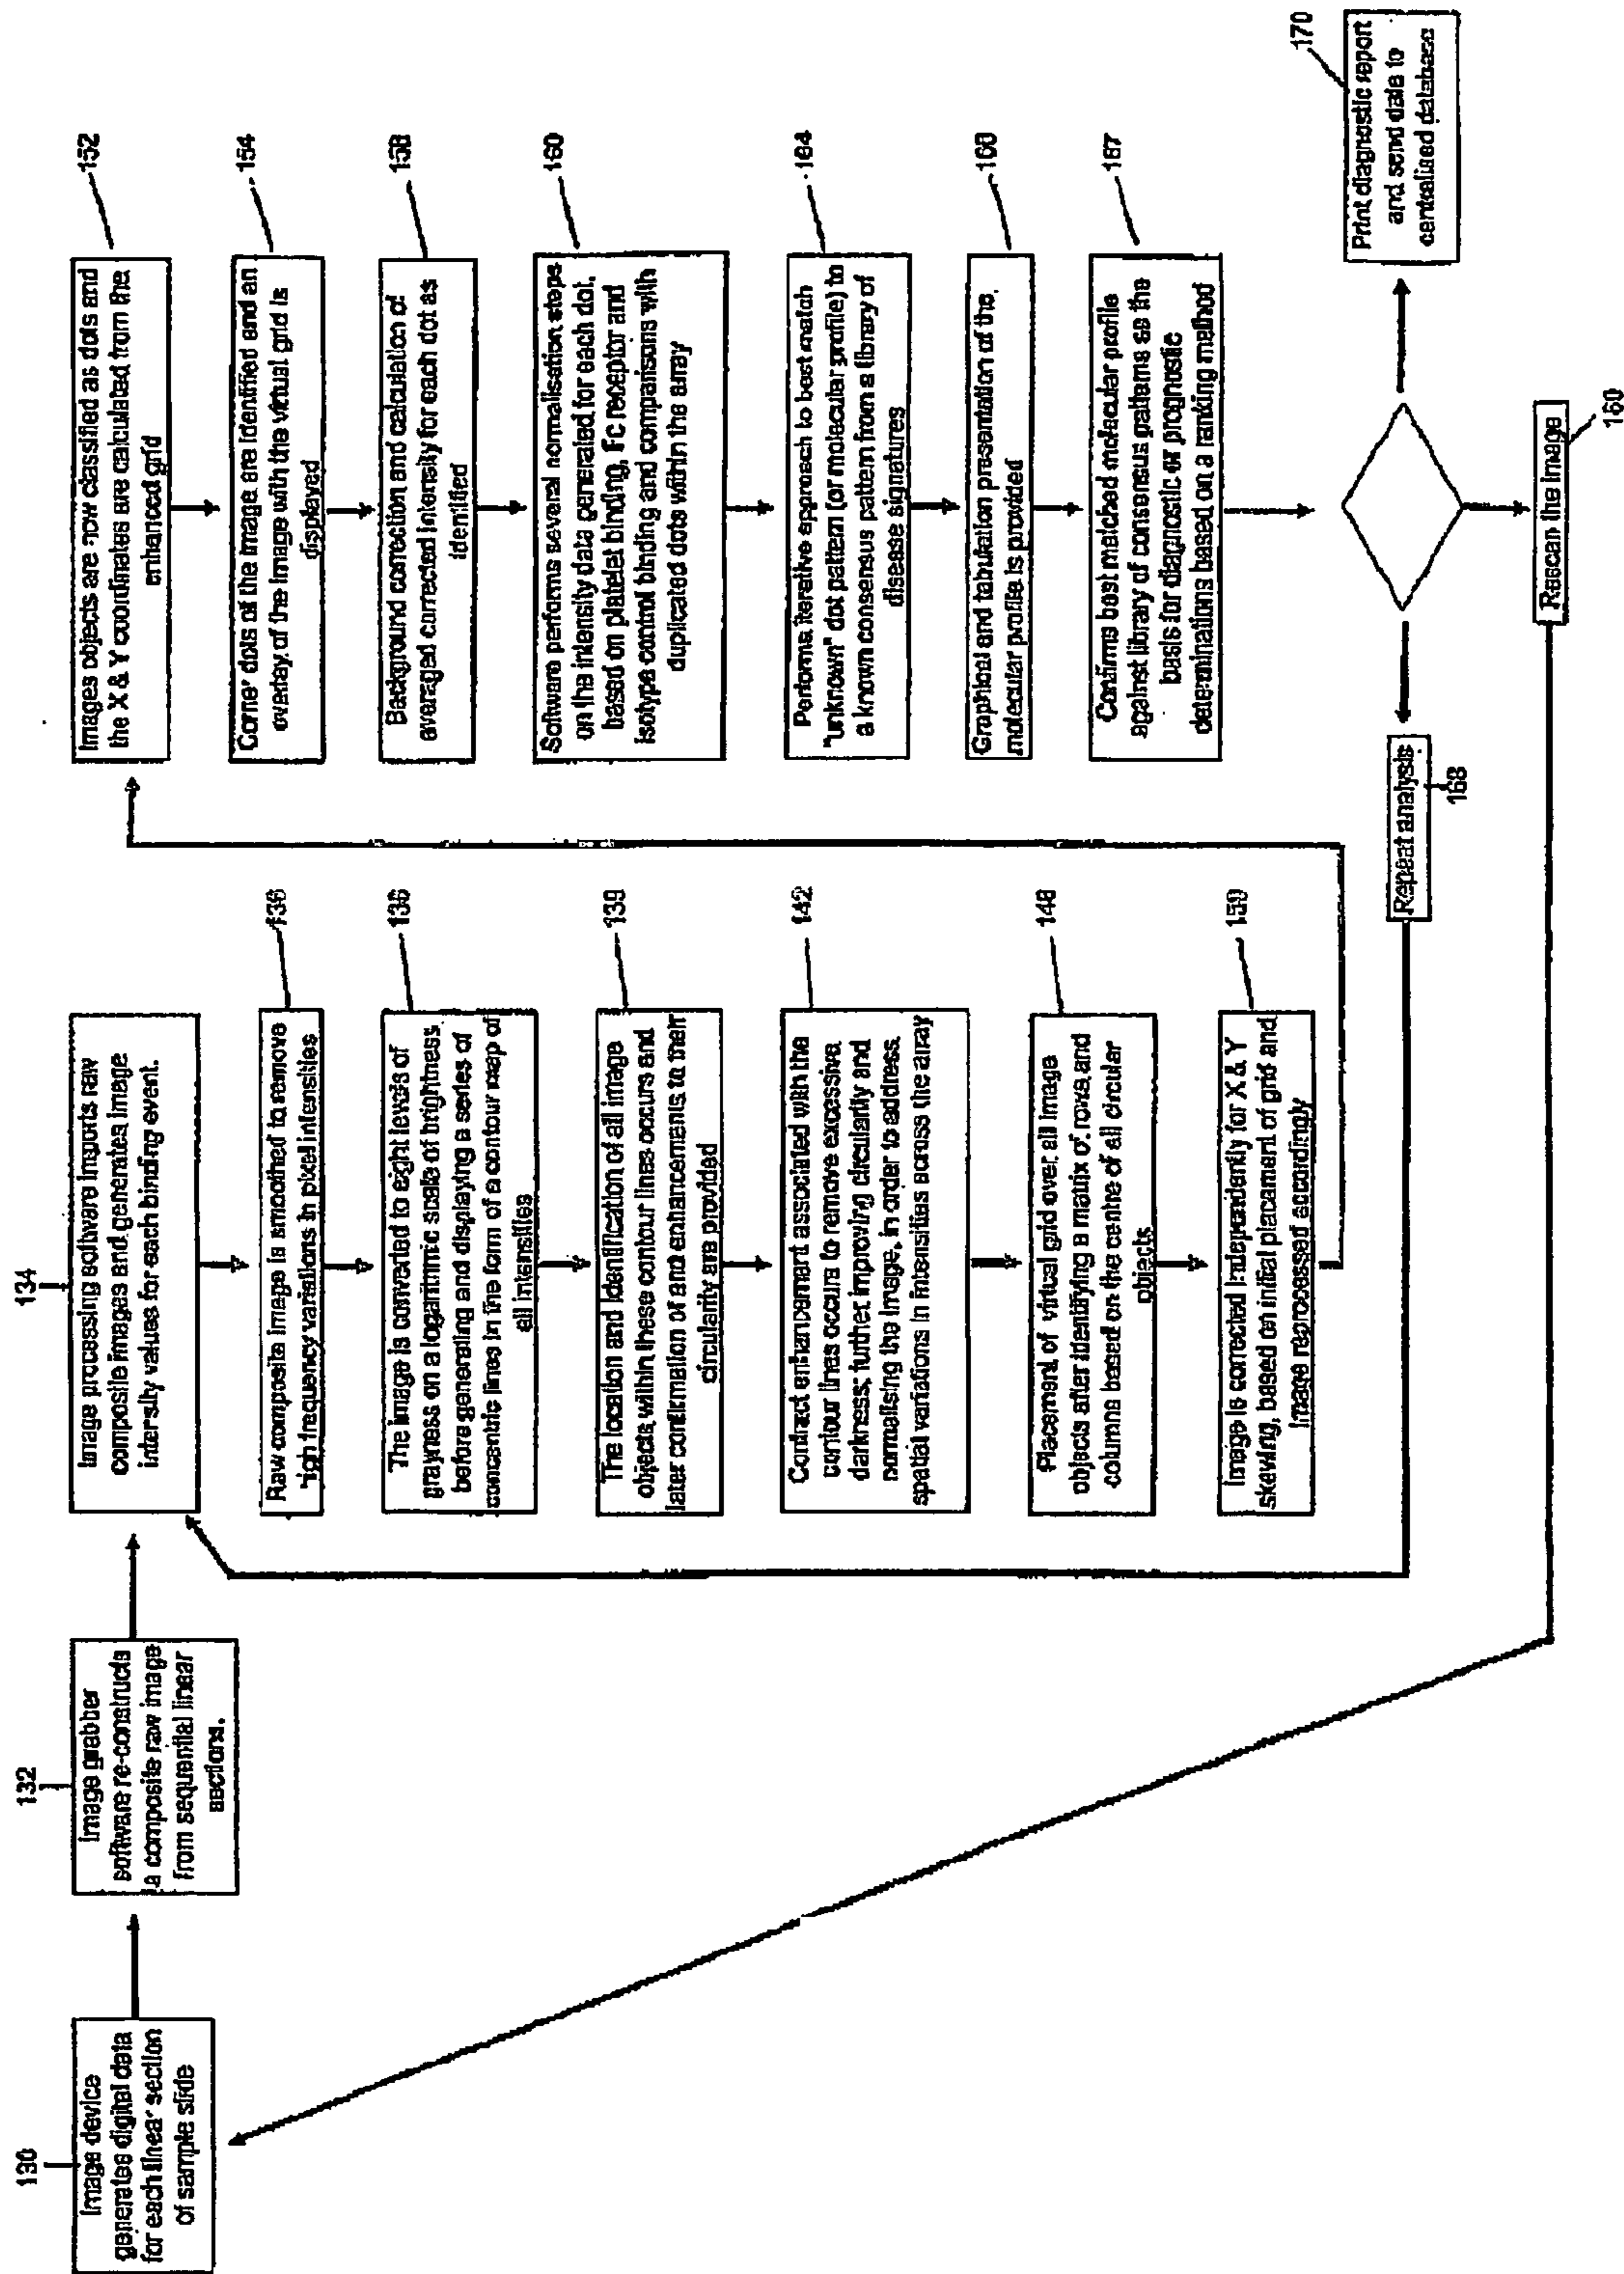 130
Image device
generates digital data
for each linear section
of sample slide
132
Image grabber
software re-constructs
a composite raw image
from sequential linear
sections.
134
Image processing software imports raw
composite images and generates image
intensity values for each binding event.
136
Raw composite image is smoothed to remove
high frequency variations in pixel intensities
136
The image is converted to eight levels of
grayness on a logarithmic scale of brightness
before generating and displaying a series of
concentric lines in the form of a contour map of
all intensities
139
The location and identification of all image
objects within these contour lines occurs and
later confirmation of and enhancements to their
circularity are provided
142
Contract enhancement associated with the
contour lines occurs to remove excessive
darkness; further improving circularity and
normalising the image, in order to address
spatial variations in intensities across the array
148
Placement of virtual grid over all image
objects after identifying a matrix of rows and
columns based on the centre of all circular
objects
150
Image is corrected independently for X & Y
skewing, based on initial placement of grid and
image reprocessed accordingly
152
Images objects are now classified as dots and
the X & Y coordinates are calculated from the
enhanced grid
154
Corner dots of the image are identified and an
overlay of the image with the virtual grid is
displayed
158
Background correction and calculation of
averaged corrected intensity for each dot as
identified
160
Software performs several normalisation steps
on the intensity data generated for each dot,
based on platelet binding, Fc receptor and
isotype control binding and comparisons with
duplicated dots within the array
164
Performs iterative approach to best match
"unknown" dot pattern (or molecular profile) to
a known consensus pattern from a library of
disease signatures
166
Graphical and tabulation presentation of the
molecular profile is provided
167
Confirms best matched molecular profile
against library of consensus patterns as the
basis for diagnostic or prognostic
determinations based on a ranking method
Repeat analysis
168
Rescan the image
160
170
Print diagnostic report
and send date to
centralised database